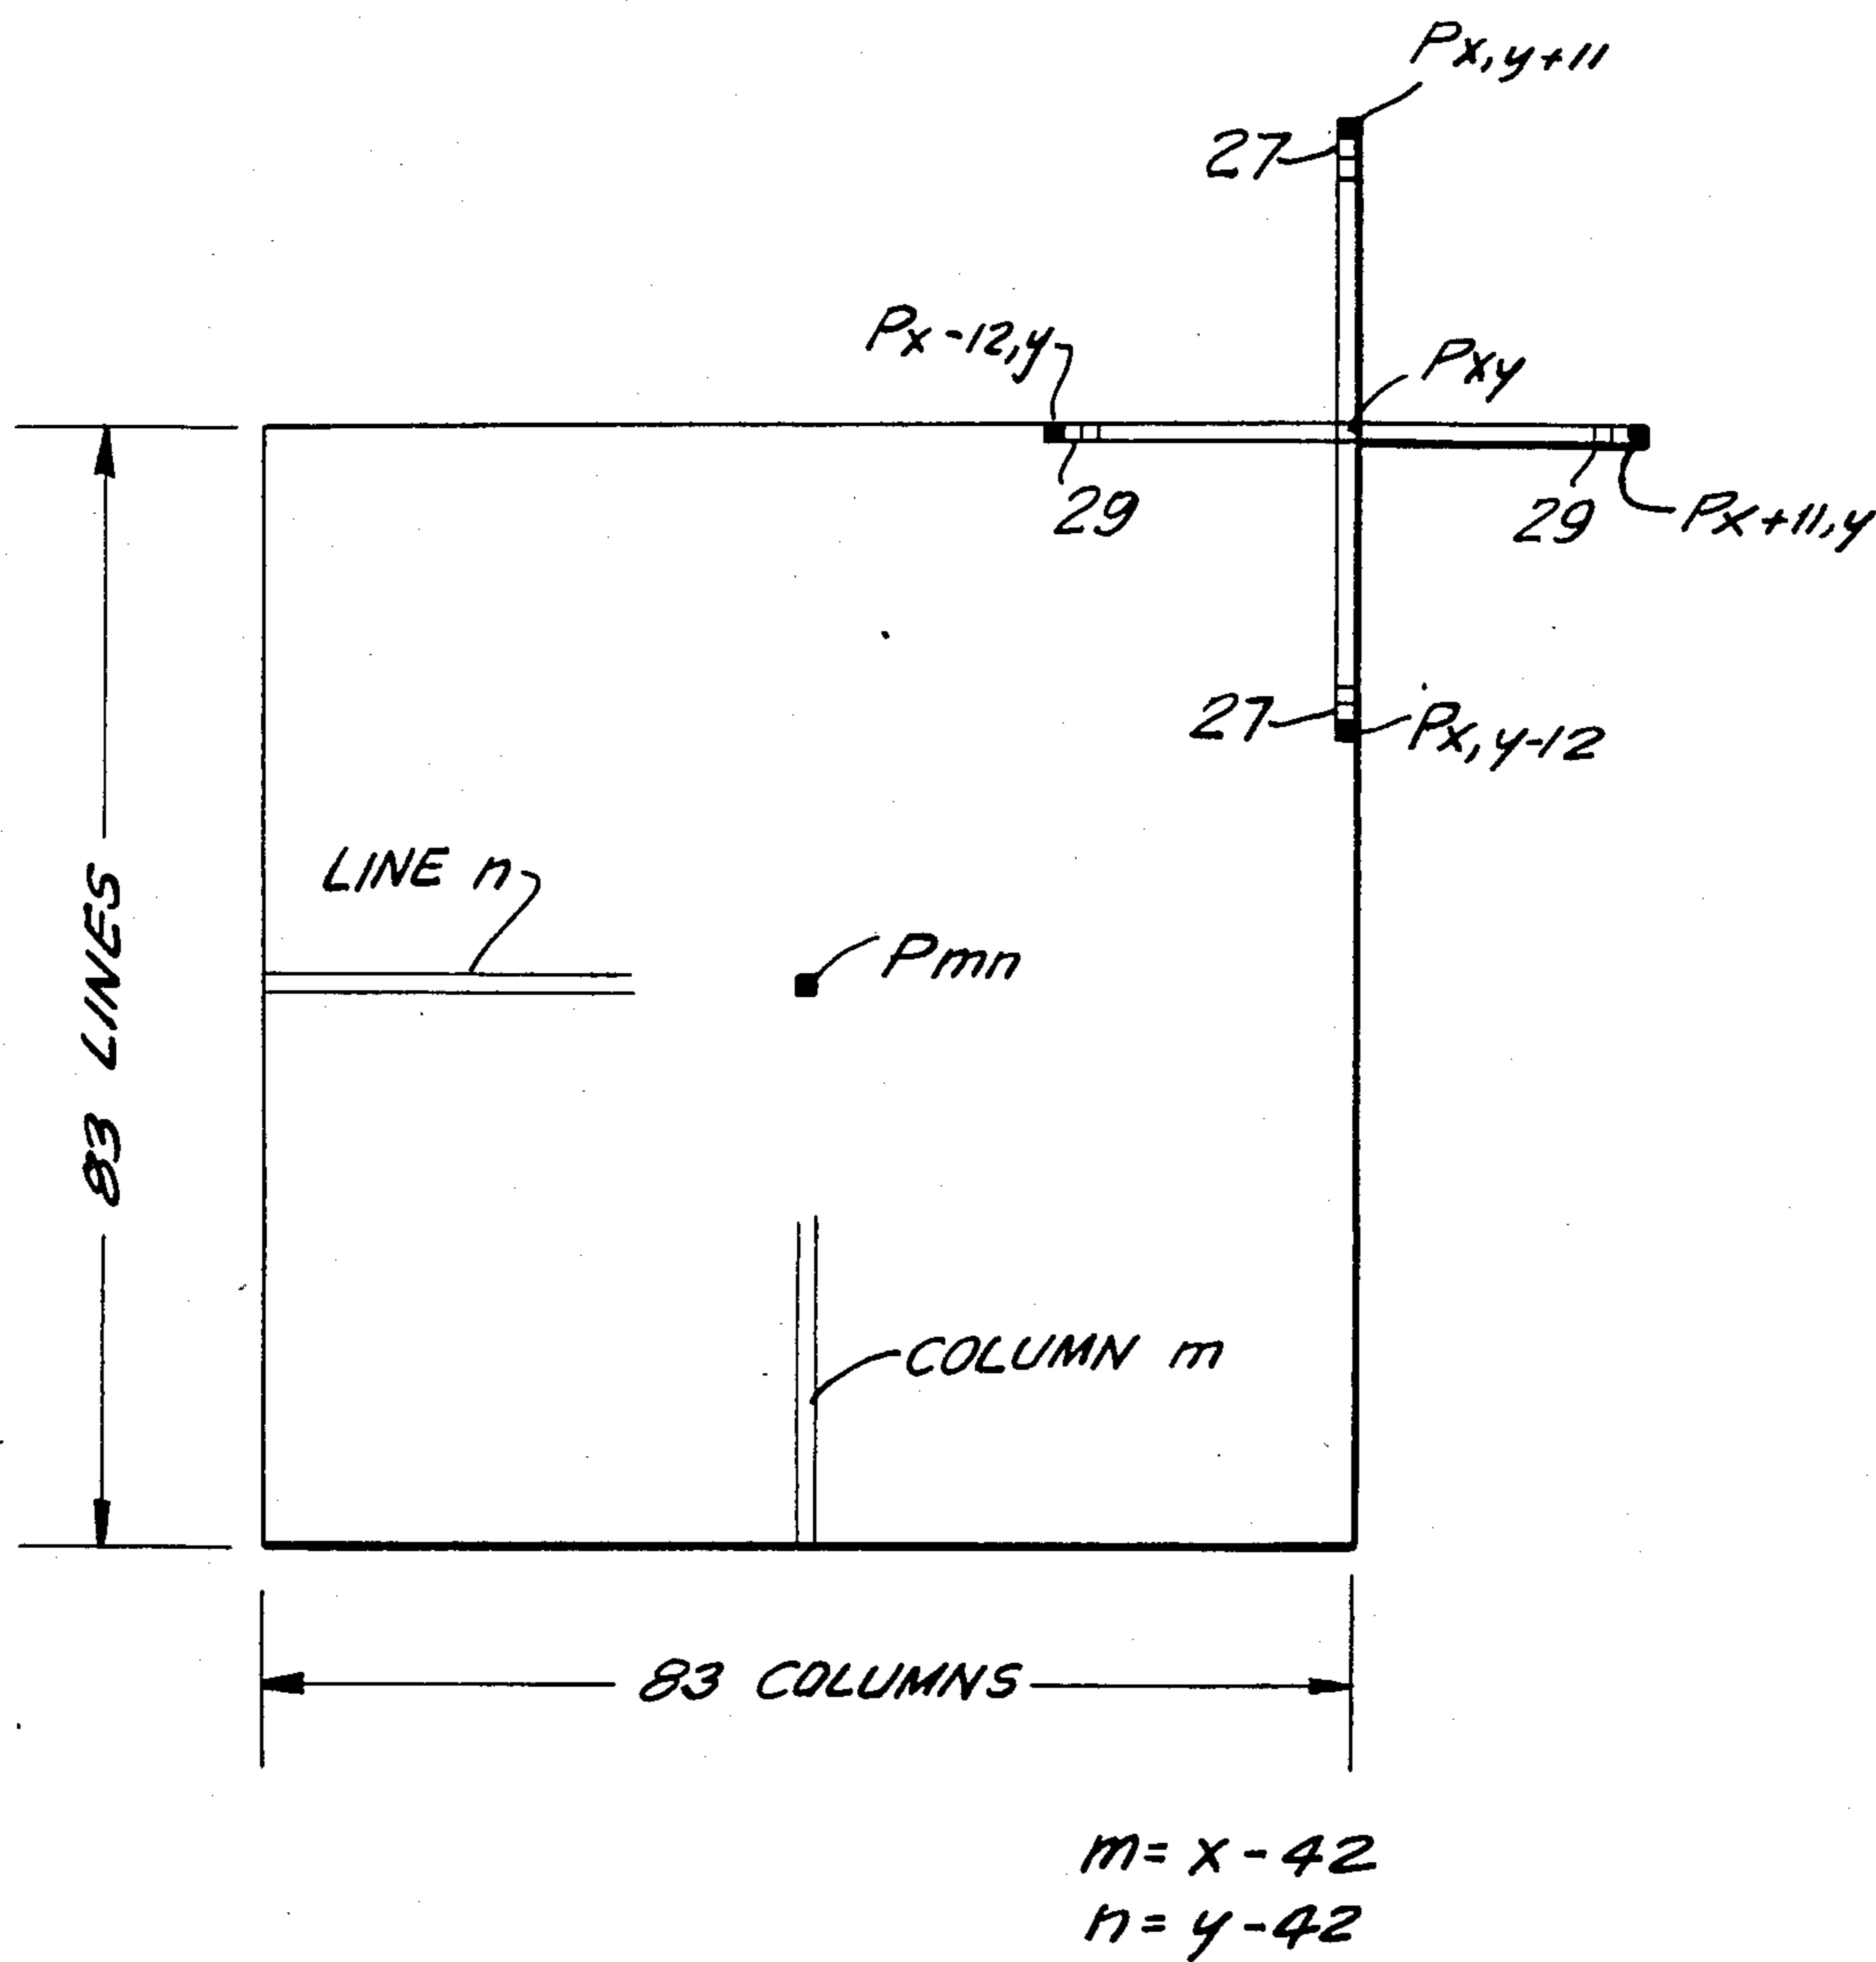 Px,y+11
27
Px-12,y
Pxy
29
29
Px+11,y
27
Px,y-12
LINE n
Pmn
83 LINES
COLUMN m
83 COLUMNS
m=x-42
n=y-42